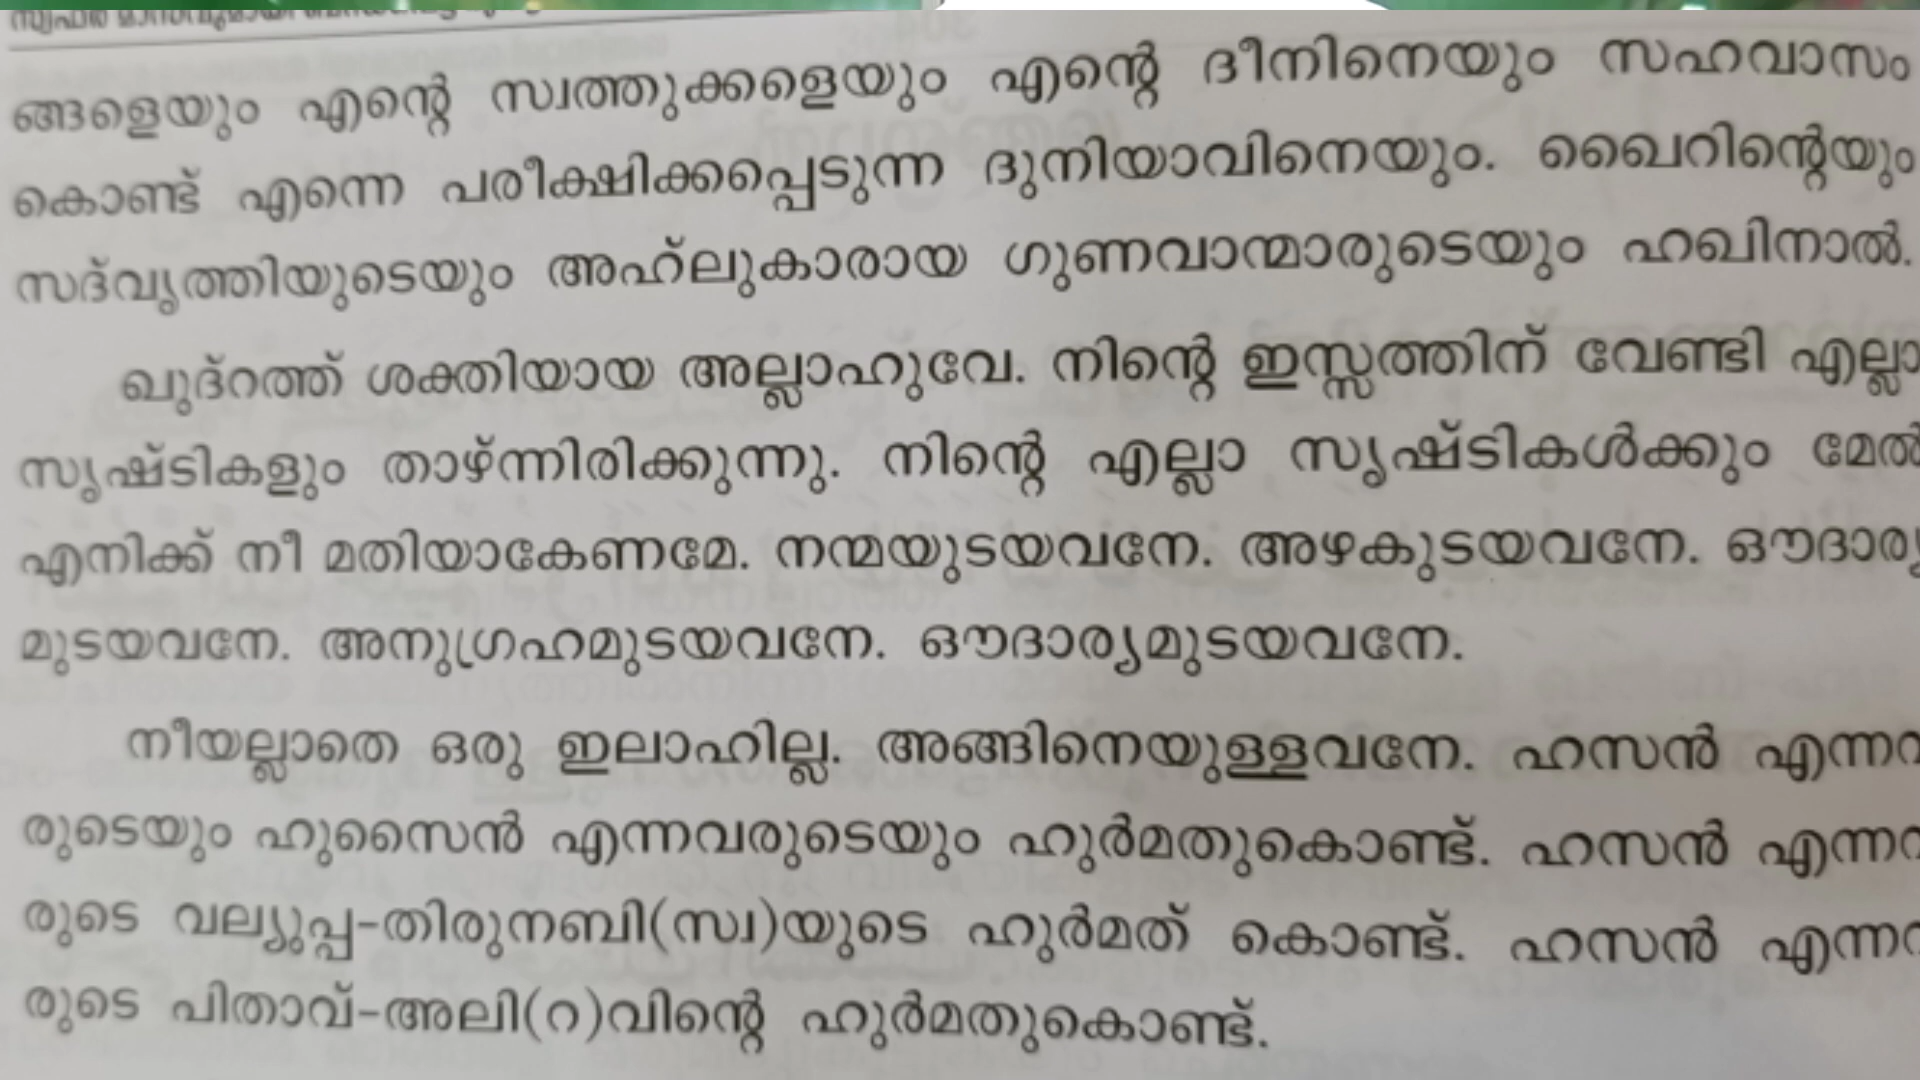 ങ്ങളെയും എന്റെ സ്വത്തുക്കളെയും എന്റെ ദീനിനെയും സഹവാസം
കൊണ്ട് എന്നെ പരീക്ഷിക്കപ്പെടുന്ന ദുനിയാവിനെയും. ഖൈറിന്റെയും
സദ്‌വൃത്തിയുടെയും അഹ്‌ലുകാരായ ഗുണവാന്മാരുടെയും ഹഖിനാൽ.
ഖുദ്റത്ത് ശക്തിയായ അല്ലാഹുവേ. നിന്റെ ഇസ്സത്തിന് വേണ്ടി എല്ലാ
സൃഷ്ടികളും താഴ്ന്നിരിക്കുന്നു. നിന്റെ എല്ലാ സൃഷ്ടികൾക്കും മേൽ
എനിക്ക് നീ മതിയാകേണമേ. നന്മയുടയവനേ. അഴകുടയവനേ. ഔദാര്യ
മുടയവനേ. അനുഗ്രഹമുടയവനേ. ഔദാര്യമുടയവനേ.
നീയല്ലാതെ ഒരു ഇലാഹില്ല. അങ്ങിനെയുള്ളവനേ. ഹസൻ എന്നവ
രുടെയും ഹുസൈൻ എന്നവരുടെയും ഹുർമതുകൊണ്ട്. ഹസൻ എന്നവ
രുടെ വല്യുപ്പ-തിരുനബി(സ്വ)യുടെ ഹുർമത് കൊണ്ട്. ഹസൻ എന്നവ
രുടെ പിതാവ്-അലി(റ)വിന്റെ ഹുർമതുകൊണ്ട്.